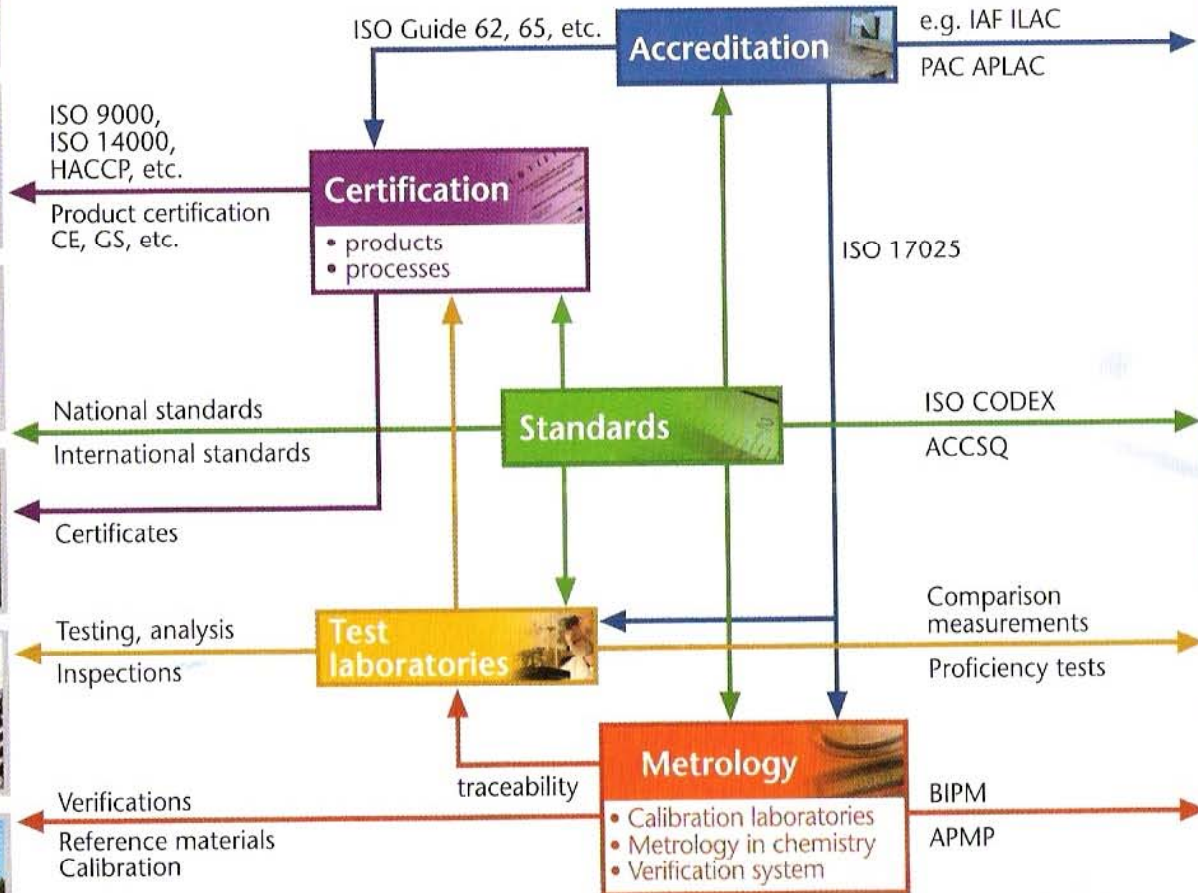 ISO Guide 62, 65, etc.
Accreditation
e.g. IAF ILAC
PAC APLAC
ISO 9000,
ISO 14000,
HACCP, etc.
Product certification
CE, GS, etc.
Certification
• products
• processes
ISO 17025
National standards
International standards
Standards
ISO CODEX
ACCSQ
Certificates
Testing, analysis
Inspections
Test
laboratories
Comparison
measurements
Proficiency tests
traceability
Metrology
• Calibration laboratories
• Metrology in chemistry
• Verification system
Verifications
Reference materials
Calibration
BIPM
APMP